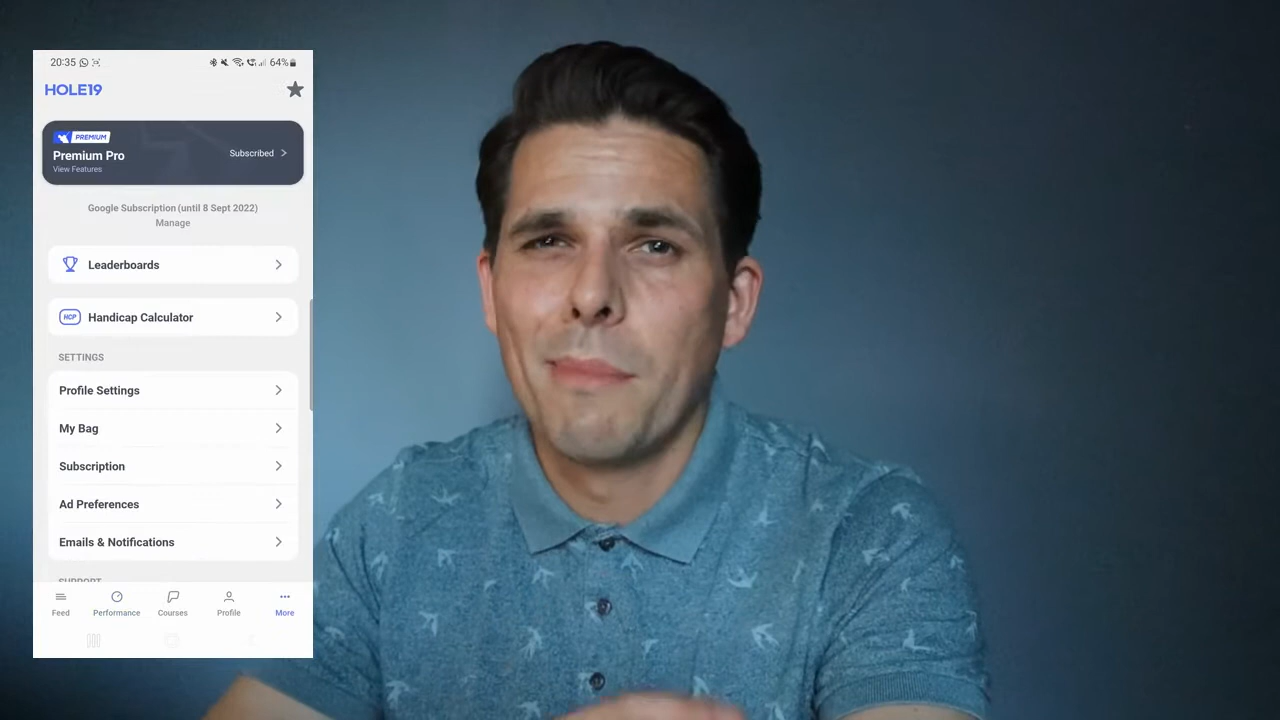 20:35
64%
HOLE19
PREMIUM
Premium Pro
Subscribed
View Features
Google Subscription (until 8 Sept 2022)
Manage
Leaderboards
HCP
Handicap Calculator
SETTINGS
Profile Settings
My Bag
Subscription
Ad Preferences
Emails & Notifications
SUPPORT
Feed
Performance
Courses
Profile
More